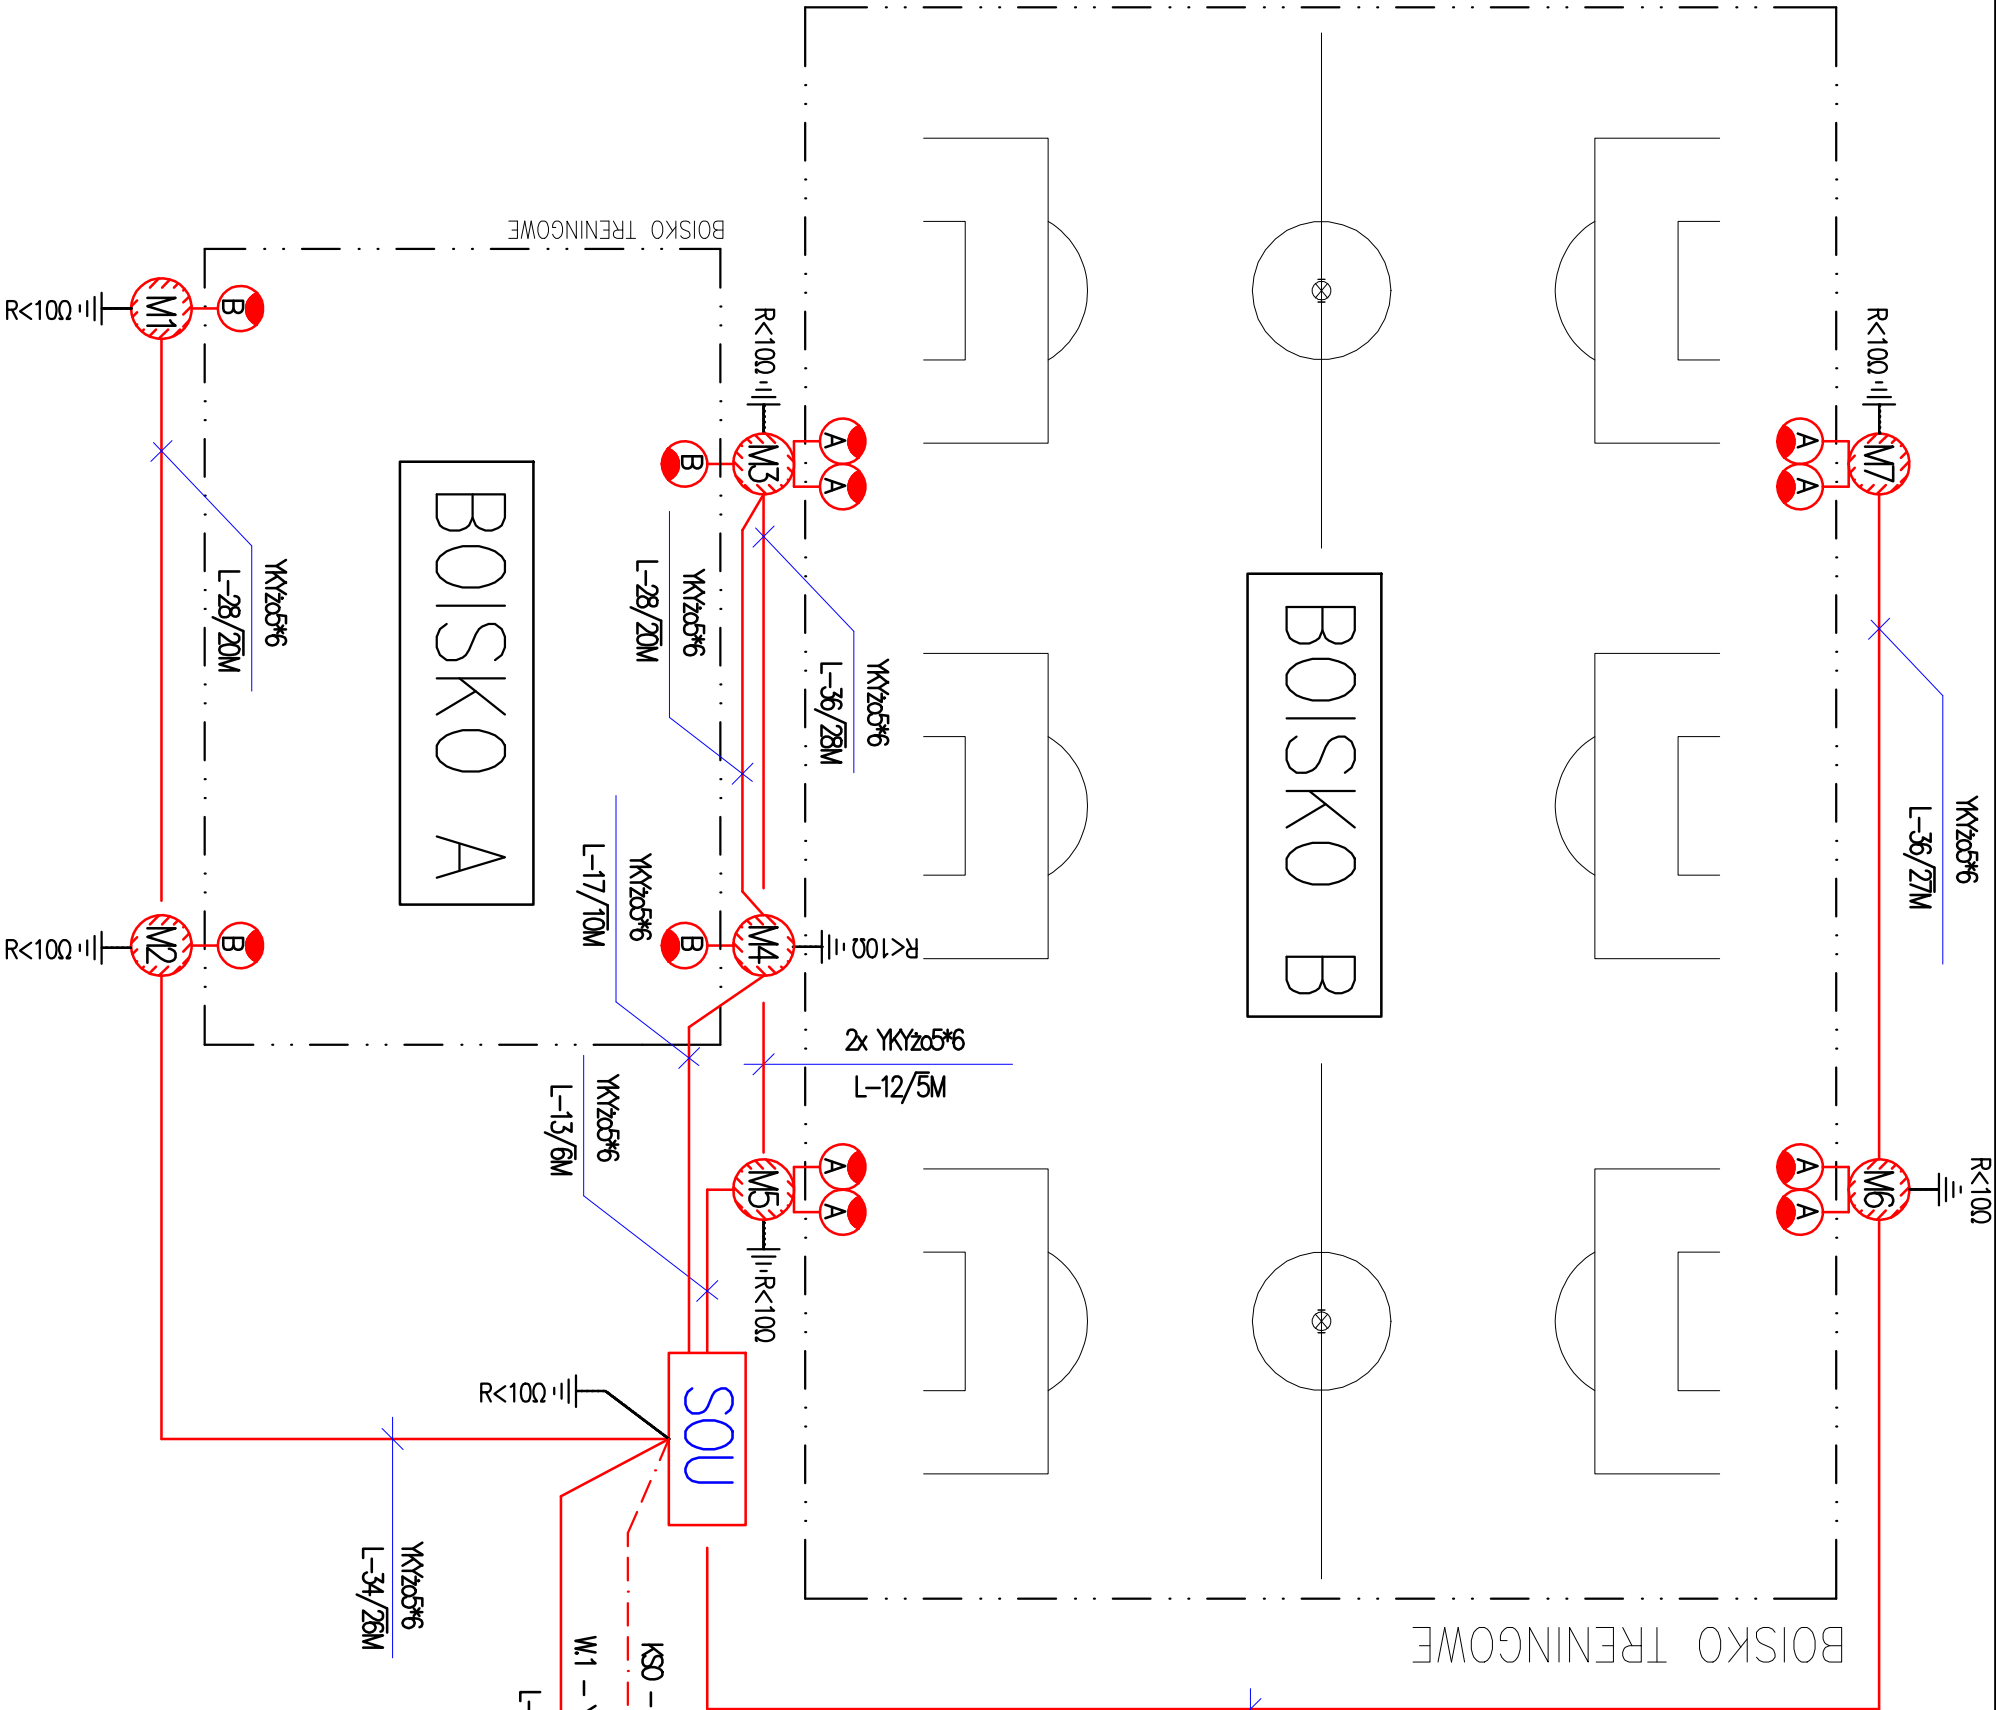 BOISKO TRENINGOWE
R<10Ω
M1
B
R<10Ω
M3
B
A
A
R<10Ω
M7
A
A
YKYżo5*6
L-28/20M
BOISKO A
YKYżo5*6
L-28/20M
YKYżo5*6
L-36/28M
BOISKO B
YKYżo5*6
L-36/27M
R<10Ω
M2
B
YKYżo5*6
L-17/10M
B
M4
R<10Ω
2x YKYżo5*6
L-12/5M
YKYżo5*6
L-13/6M
M5
A
A
R<10Ω
A
A
M6
R<10Ω
R<10Ω
SOU
YKYżo5*6
L-34/26M
BOISKO TRENINGOWE
KSO -
W.1 -
L-